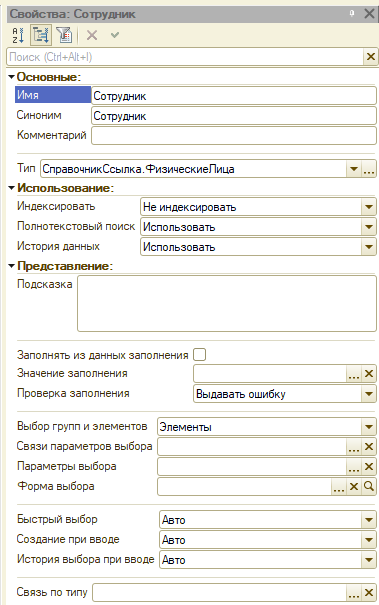 Свойства: Сотрудник
Поиск (Ctrl+Alt+I)
Основные:
Имя Сотрудник
Синоним Сотрудник
Комментарий
Тип СправочникСсылка.ФизическиеЛица
Использование:
Индексировать Не индексировать
Полнотекстовый поиск Использовать
История данных Использовать
Представление:
Подсказка
Заполнять из данных заполнения
Значение заполнения
Проверка заполнения Выдавать ошибку
Выбор групп и элементов Элементы
Связи параметров выбора
Параметры выбора
Форма выбора
Быстрый выбор Авто
Создание при вводе Авто
История выбора при вводе Авто
Связь по типу